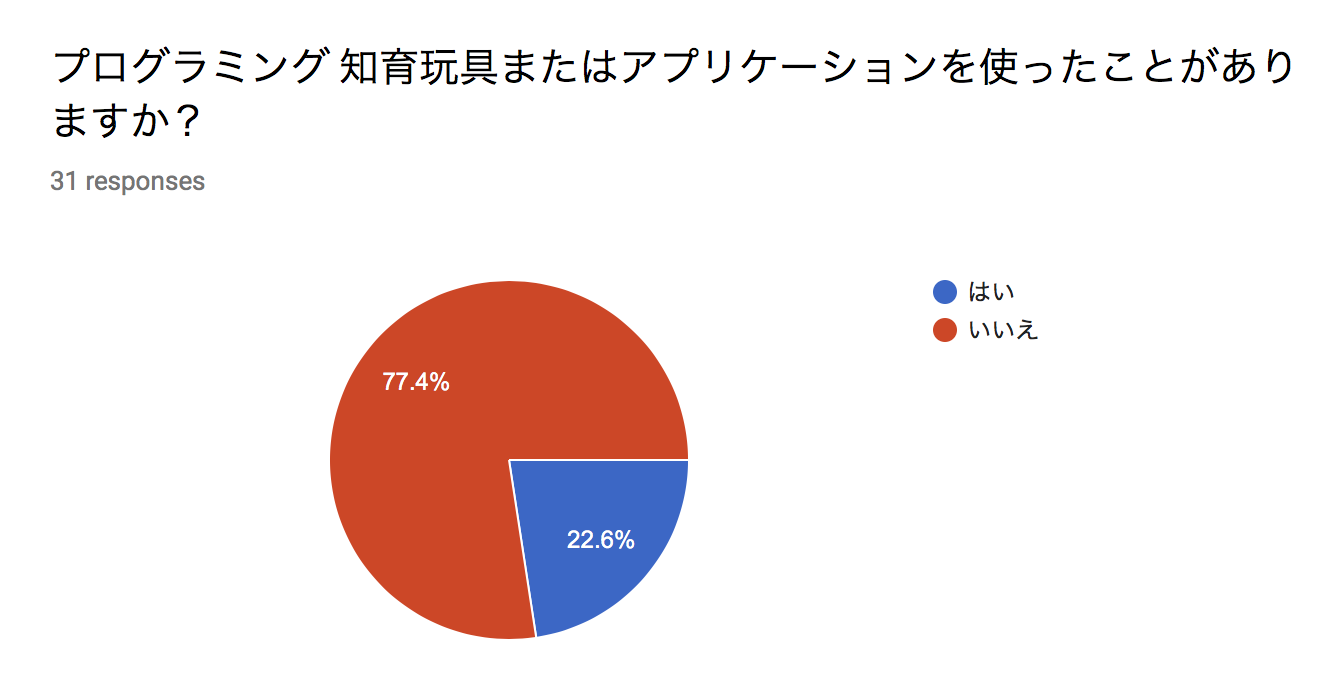 プログラミング 知育玩具またはアプリケーションを使ったことがあり
ますか？
31 responses
はい
いいえ
77.4%
22.6%